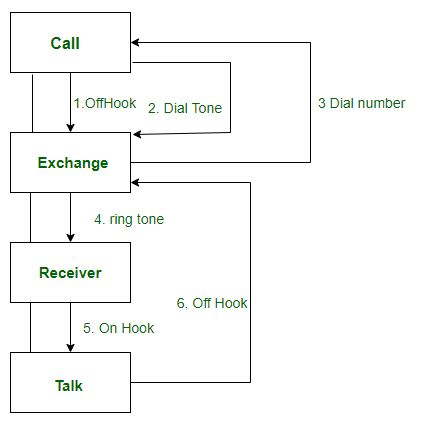 Call
1.OffHook
2. Dial Tone
3 Dial number
Exchange
4. ring tone
Receiver
6. Off Hook
5. On Hook
Talk